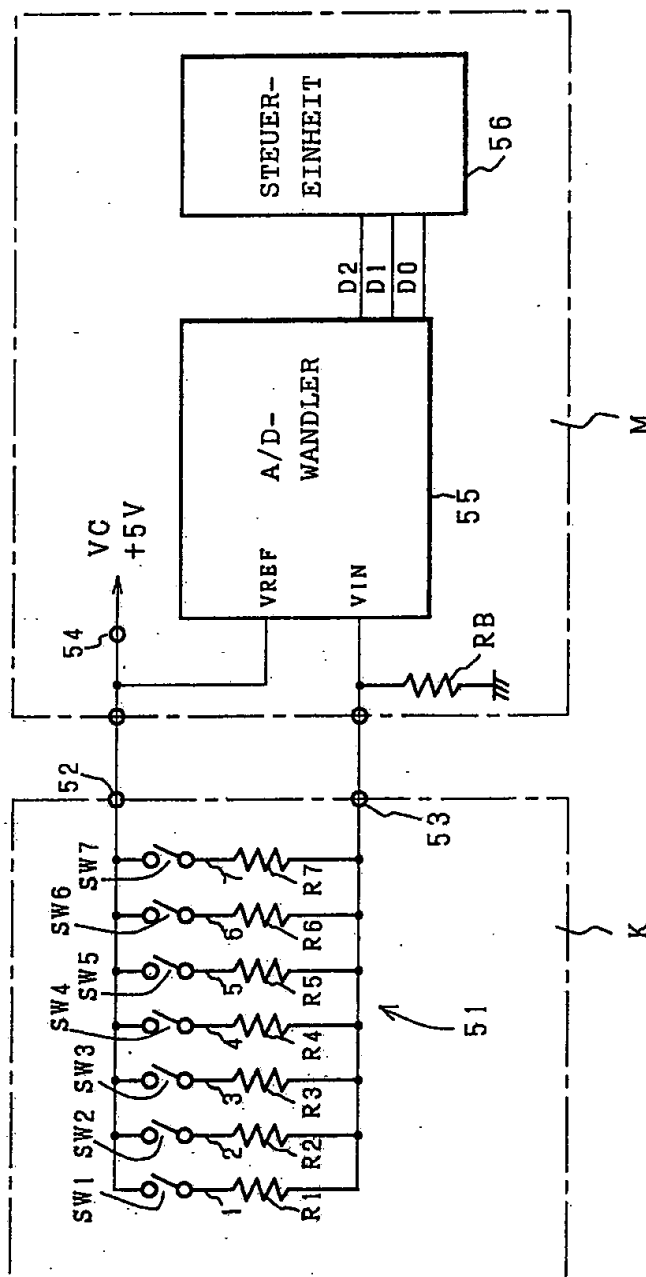 SW1
SW2
SW3
SW4
SW5
SW6
SW7
1
2
3
4
5
6
7
R1
R2
R3
R4
R5
R6
R7
51
52
53
K
54
VC
+5V
VREF
VIN
A/D-
WANDLER
55
RB
D2
D1
D0
STEUER-
EINHEIT
56
M